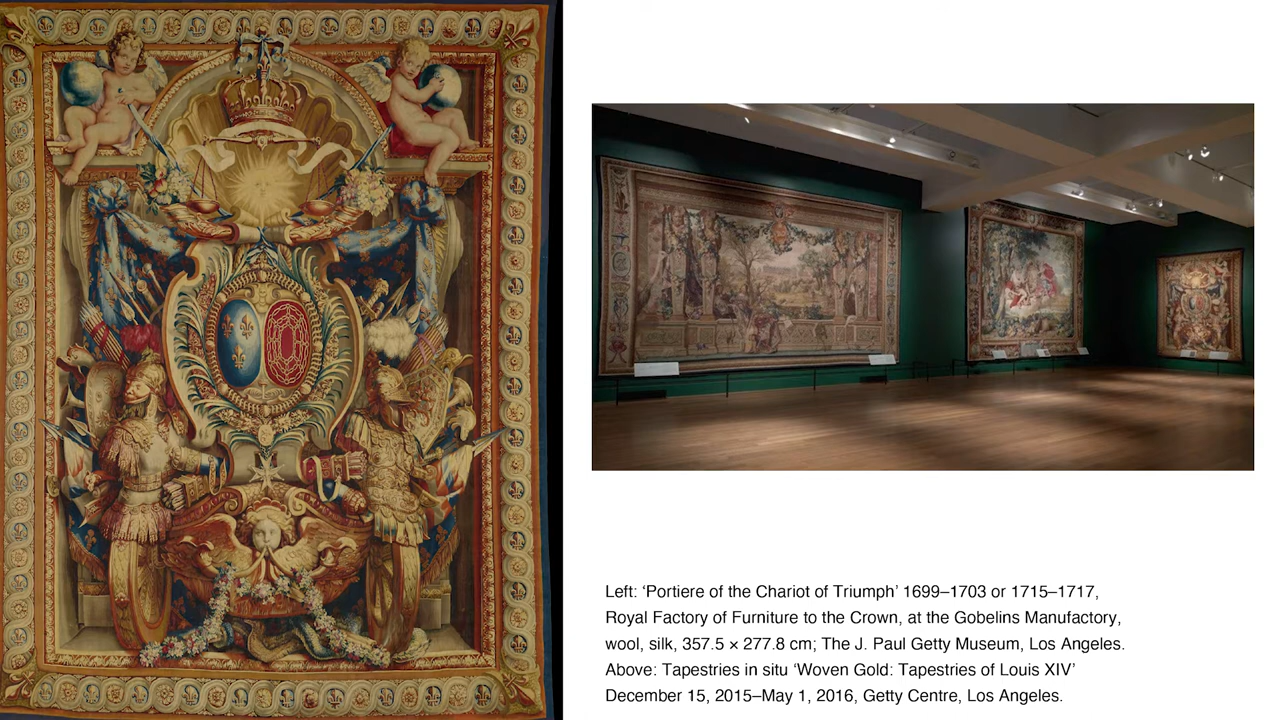 Left: ‘Portiere of the Chariot of Triumph’ 1699–1703 or 1715–1717,
Royal Factory of Furniture to the Crown, at the Gobelins Manufactory,
wool, silk, 357.5 × 277.8 cm; The J. Paul Getty Museum, Los Angeles.
Above: Tapestries in situ ‘Woven Gold: Tapestries of Louis XIV’
December 15, 2015–May 1, 2016, Getty Centre, Los Angeles.